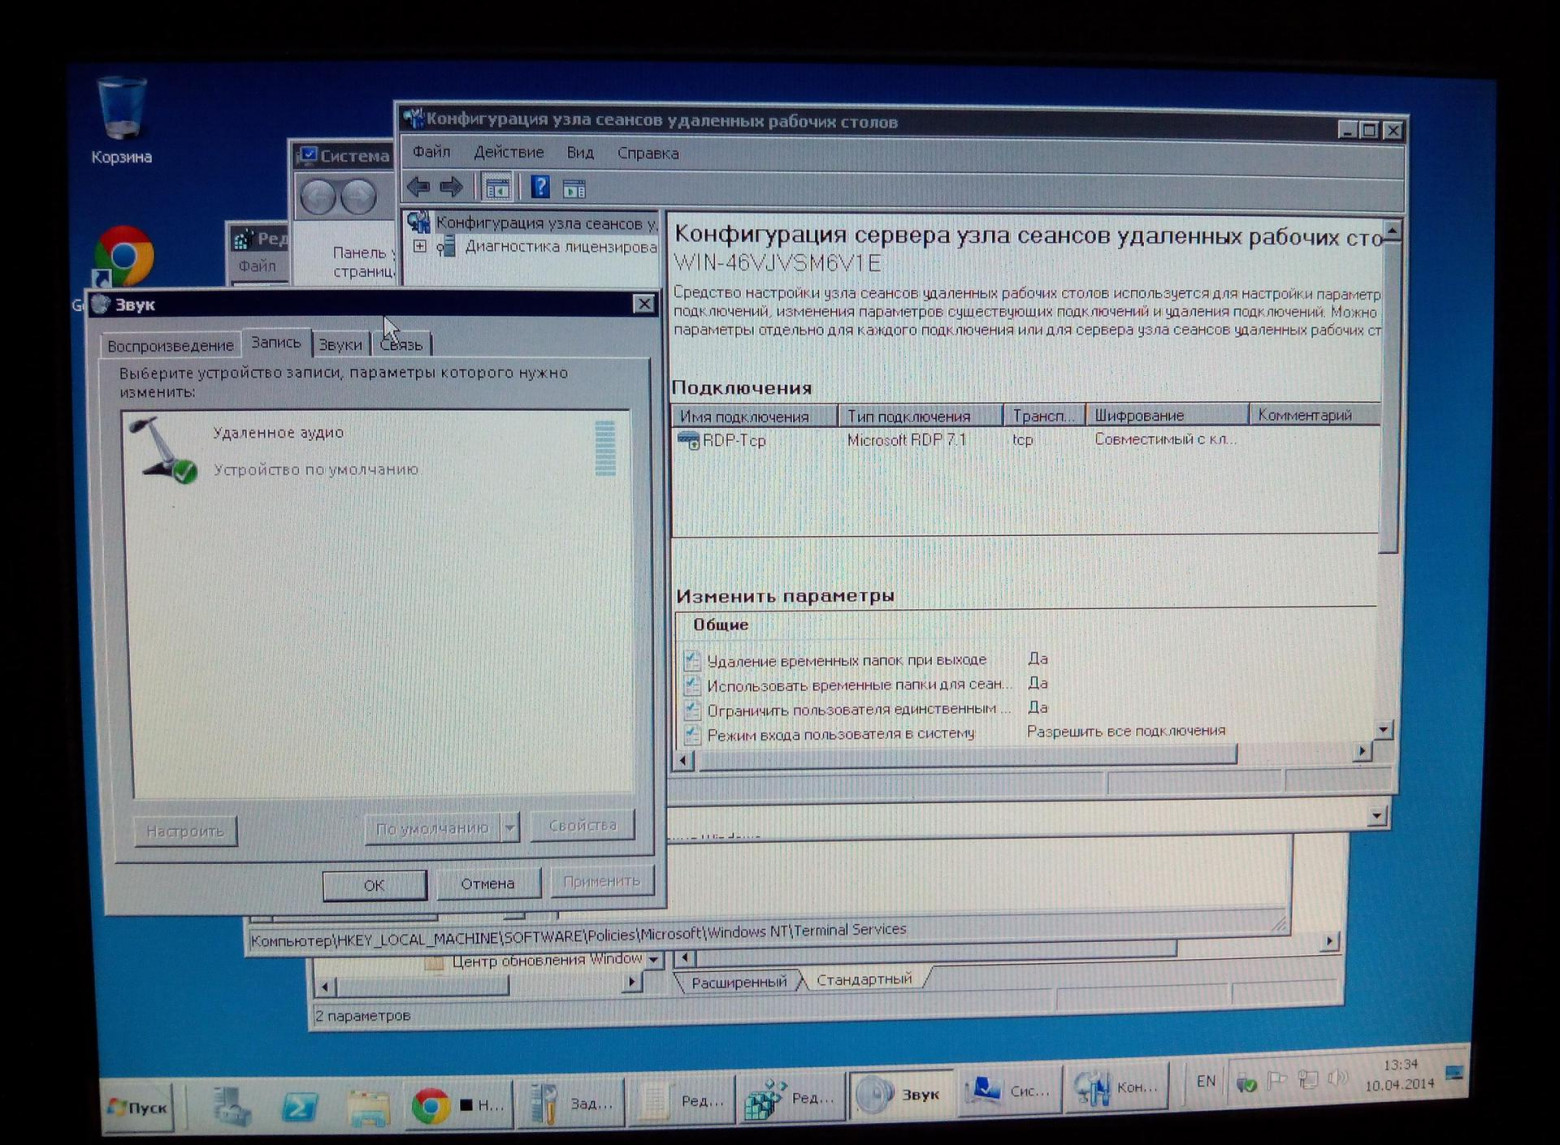 Корзина
Конфигурация узла сеансов удаленных рабочих столов
Файл Действие Вид Справка
Система
Ред
Файл
Панель
страниц
Конфигурация узла сеансов у
Диагностика лицензирова
Конфигурация сервера узла сеансов удаленных рабочих сто
WIN-46VJVSM6V1E
Средство настройки узла сеансов удаленных рабочих столов используется для настройки параметр
подключений, изменения параметров существующих подключений и удаления подключений. Можно
параметры отдельно для каждого подключения или для сервера узла сеансов удаленных рабочих ст
Подключения
Имя подключения Тип подключения Трансп... Шифрование Комментарий
RDP-Tcp Microsoft RDP 7.1 tcp Совместимый с кл...
Изменить параметры
Общие
Удаление временных папок при выходе Да
Использовать временные папки для сеан... Да
Ограничить пользователя единственным ... Да
Режим входа пользователя в систему Разрешить все подключения
Звук
Воспроизведение Запись Звуки Связь
Выберите устройство записи, параметры которого нужно
изменить:
Удаленное аудио
Устройство по умолчанию
Настроить По умолчанию Свойства
ОК Отмена Применить
Компьютер\HKEY_LOCAL_MACHINE\SOFTWARE\Policies\Microsoft\Windows NT\Terminal Services
Центр обновления Window
Расширенный Стандартный
2 параметров
Пуск
Н...
Зад...
Ред...
Ред...
Звук
Сис...
Кон...
EN
13:34
10.04.2014